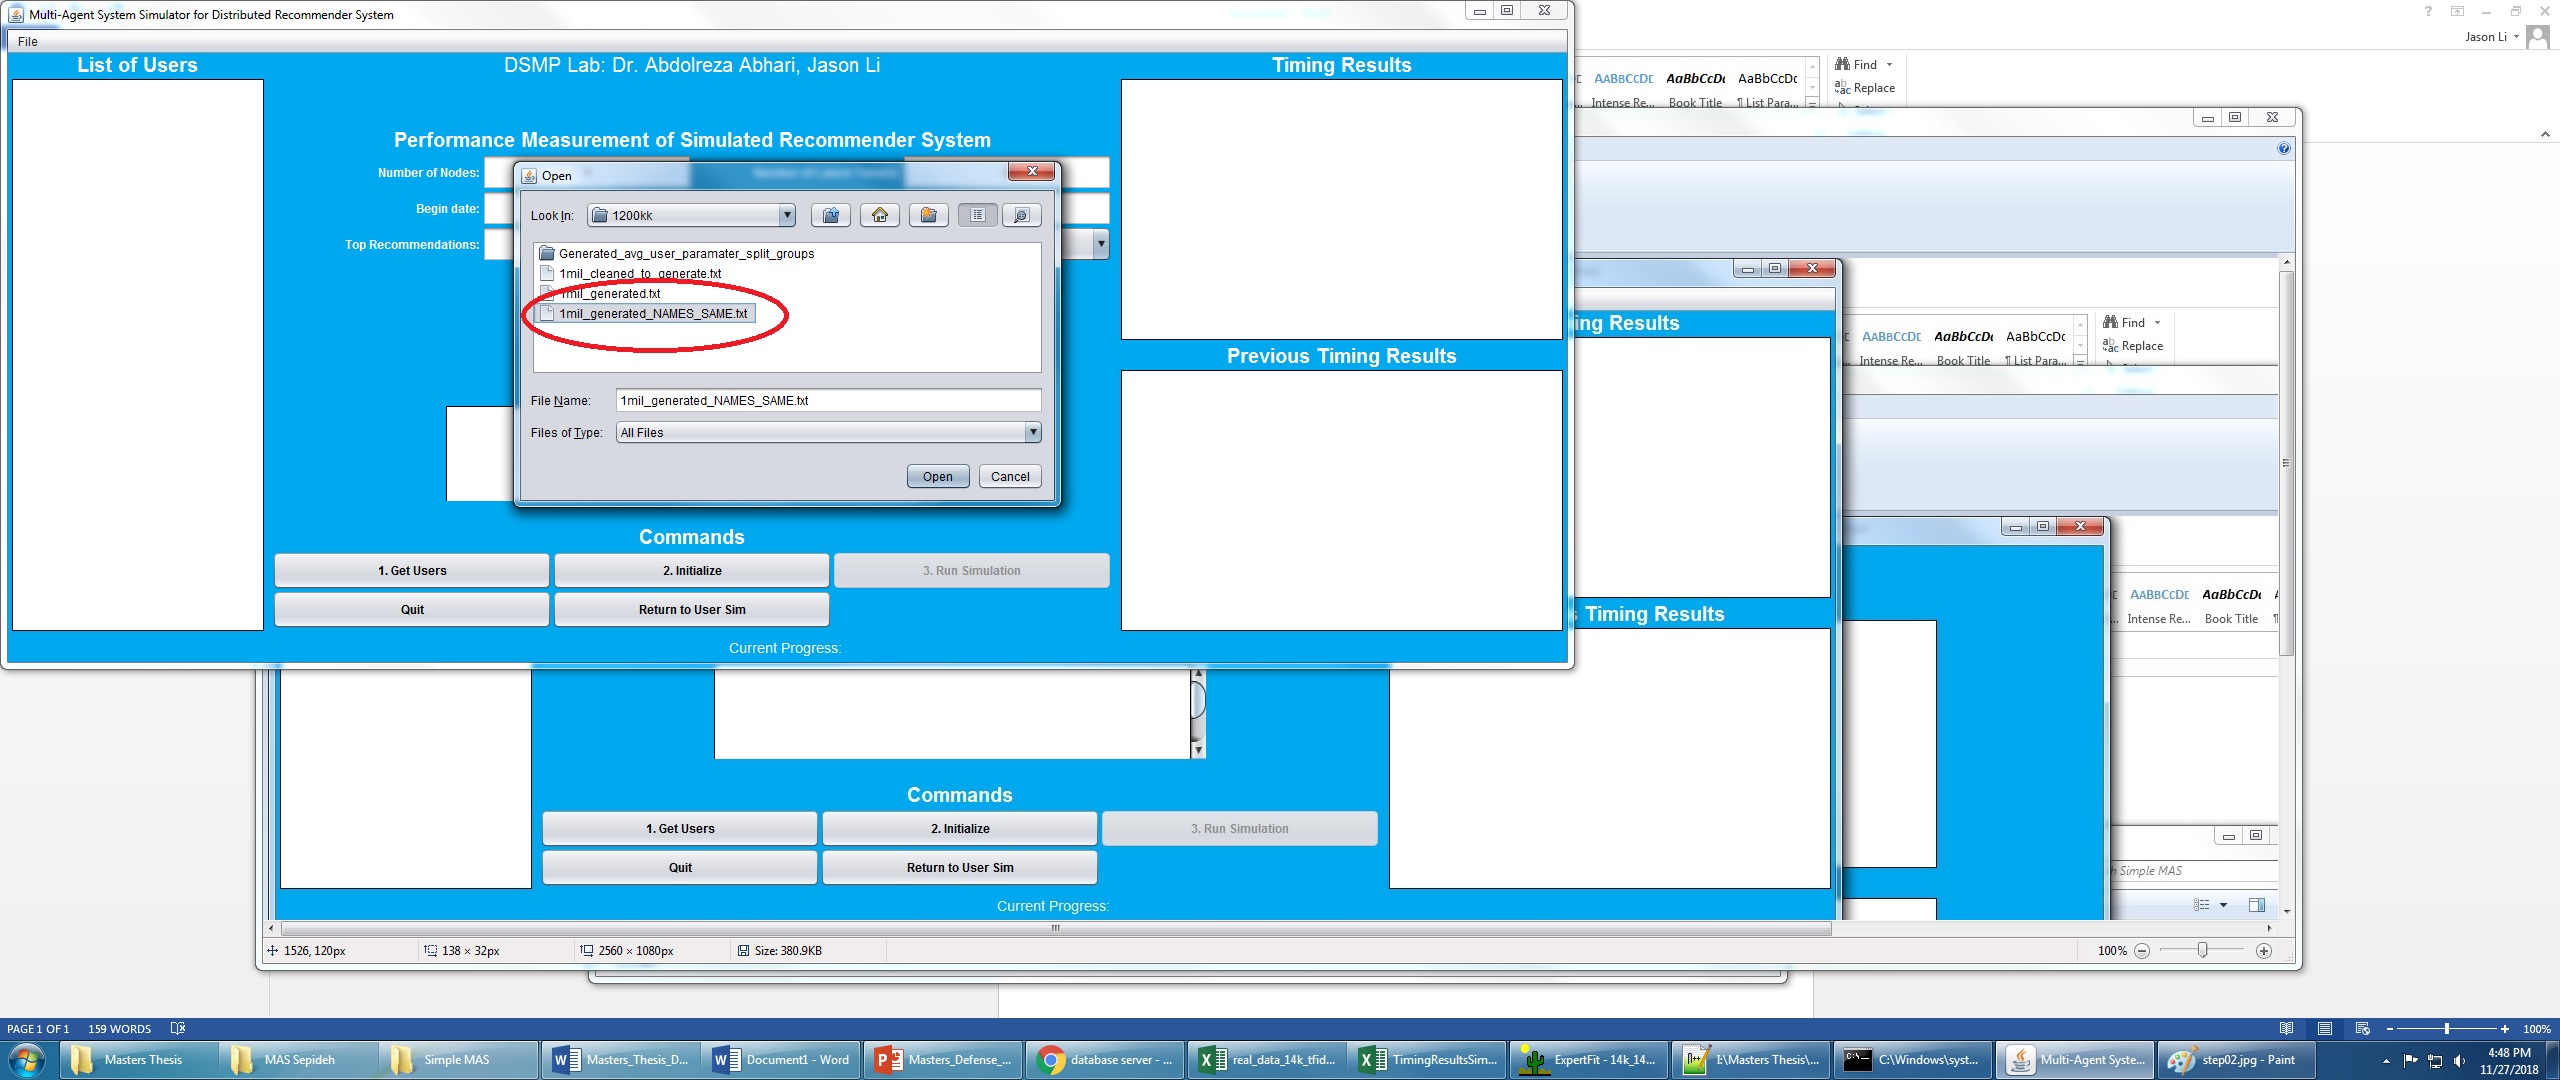 Multi-Agent System Simulator for Distributed Recommender System
File
List of Users
DSMP Lab: Dr. Abdolreza Abhari, Jason Li
Timing Results
Performance Measurement of Simulated Recommender System
Number of Nodes:
Begin date:
Top Recommendations:
Open
Look In:
1200kk
Generated_avg_user_paramater_split_groups
1mil_cleaned_to_generate.txt
1mil_generated.txt
1mil_generated_NAMES_SAME.txt
File Name:
1mil_generated_NAMES_SAME.txt
Files of Type:
All Files
Open
Cancel
Previous Timing Results
Commands
1. Get Users
2. Initialize
3. Run Simulation
Quit
Return to User Sim
Current Progress:
Jason Li
AABBCCDE
AaBbCcDı
AaBbCcDc
Intense Re...
Book Title
¶ List Para...
Find
Replace
ing Results
AABBCCDE
AaBbCcDı
AaBbCcDc
Intense Re...
Book Title
¶ List Para...
Find
Replace
Timing Results
AABBCCDE
AaBbCcDı
Intense Re...
Book Title
Simple MAS
Commands
1. Get Users
2. Initialize
3. Run Simulation
Quit
Return to User Sim
Current Progress:
1526, 120px
138 × 32px
2560 × 1080px
Size: 380.9KB
100%
PAGE 1 OF 1
159 WORDS
100%
Masters Thesis
MAS Sepideh
Simple MAS
Masters_Thesis_D...
Document1 - Word
Masters_Defense_...
database server - ...
real_data_14k_tfid...
TimingResultsSim...
ExpertFit - 14k_14...
I:\Masters Thesis\...
C:\Windows\syst...
Multi-Agent Syste...
step02.jpg - Paint
4:48 PM
11/27/2018